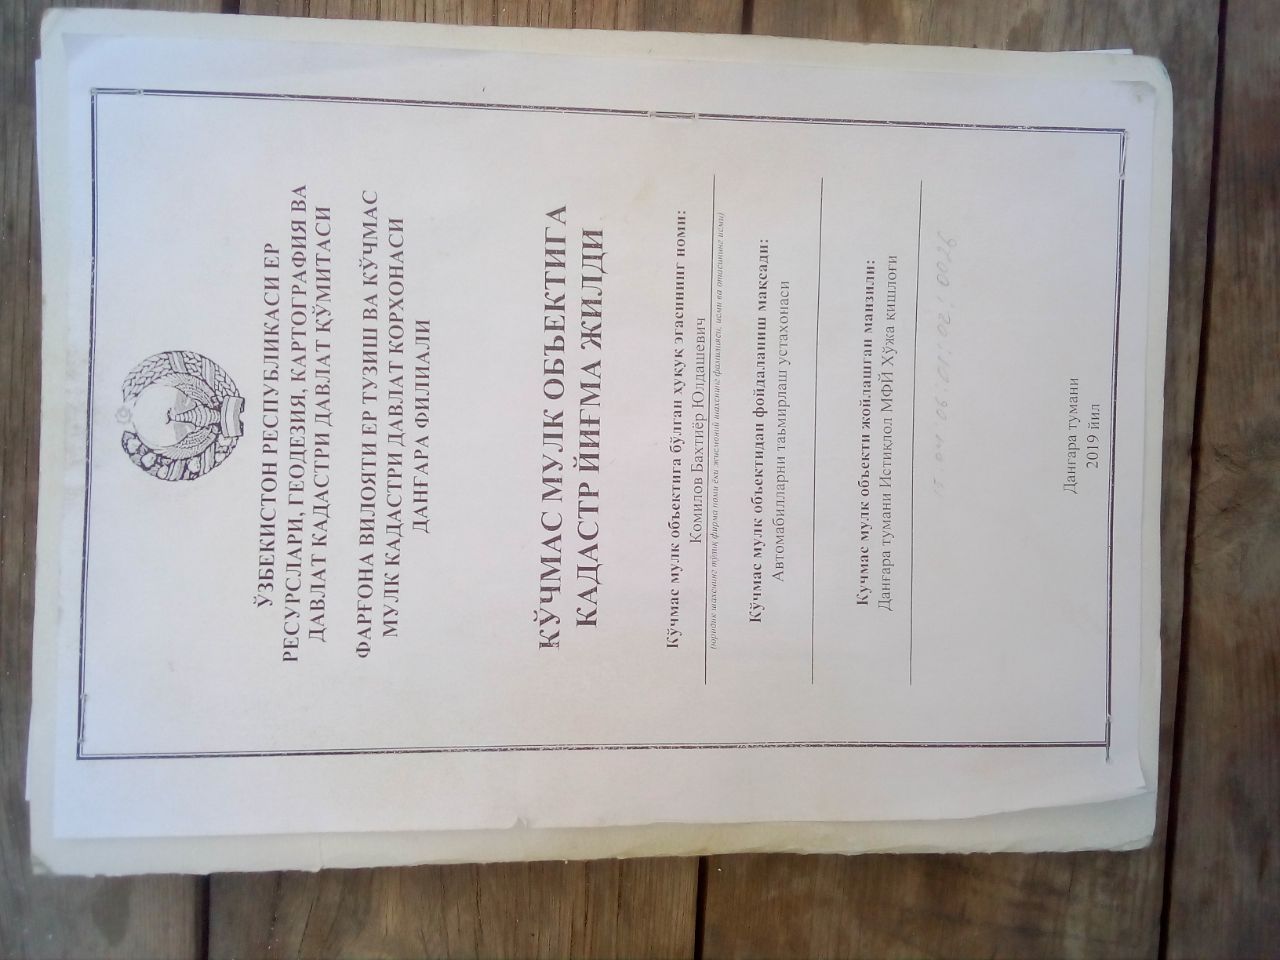 ЎЗБЕКИСТОН РЕСПУБЛИКАСИ ЕР
РЕСУРСЛАРИ, ГЕОДЕЗИЯ, КАРТОГРАФИЯ ВА
ДАВЛАТ КАДАСТРИ ДАВЛАТ ҚЎМИТАСИ
ФАРҒОНА ВИЛОЯТИ ЕР ТУЗИШ ВА КЎЧМАС
МУЛК КАДАСТРИ ДАВЛАТ КОРХОНАСИ
ДАНҒАРА ФИЛИАЛИ
КЎЧМАС МУЛК ОБЪЕКТИГА
КАДАСТР ЙИҒМА ЖИЛДИ
Кўчмас мулк объектига бўлган ҳуқуқ эгасининг номи:
Комилов Бахтиёр Юлдашевич
(юридик шахснинг тўлиқ фирма номи ёки жисмоний шахснинг фамилияси, исми ва отасининг исми)
Кўчмас мулк объектидан фойдаланиш мақсади:
Автомабилларни таъмирлаш устахонаси
Кучмас мулк объекти жойлашган манзили:
Данғара тумани Истиқлол МФЙ Хўжа кишлоғи
15:04:06:01:02:0026
Данғара тумани
2019 йил